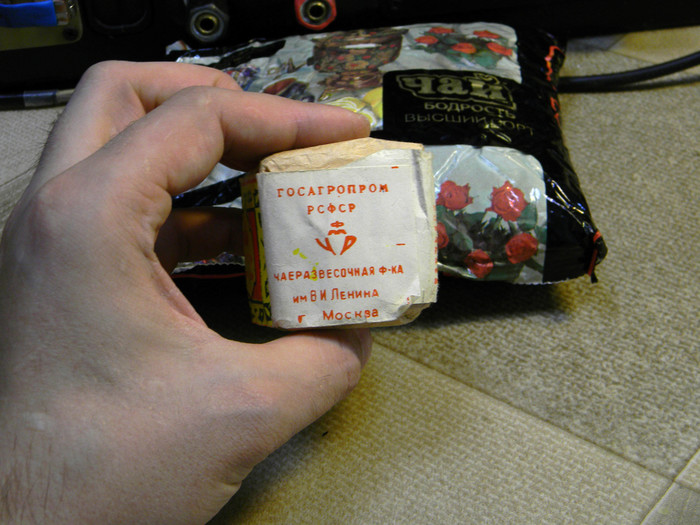 чай
БОДРОСТЬ
ВЫСШИЙ СОРТ
ГОСАГРОПРОМ
РСФСР
ЧАЕРАЗВЕСОЧНАЯ Ф-КА
им В И Ленина
г Москва